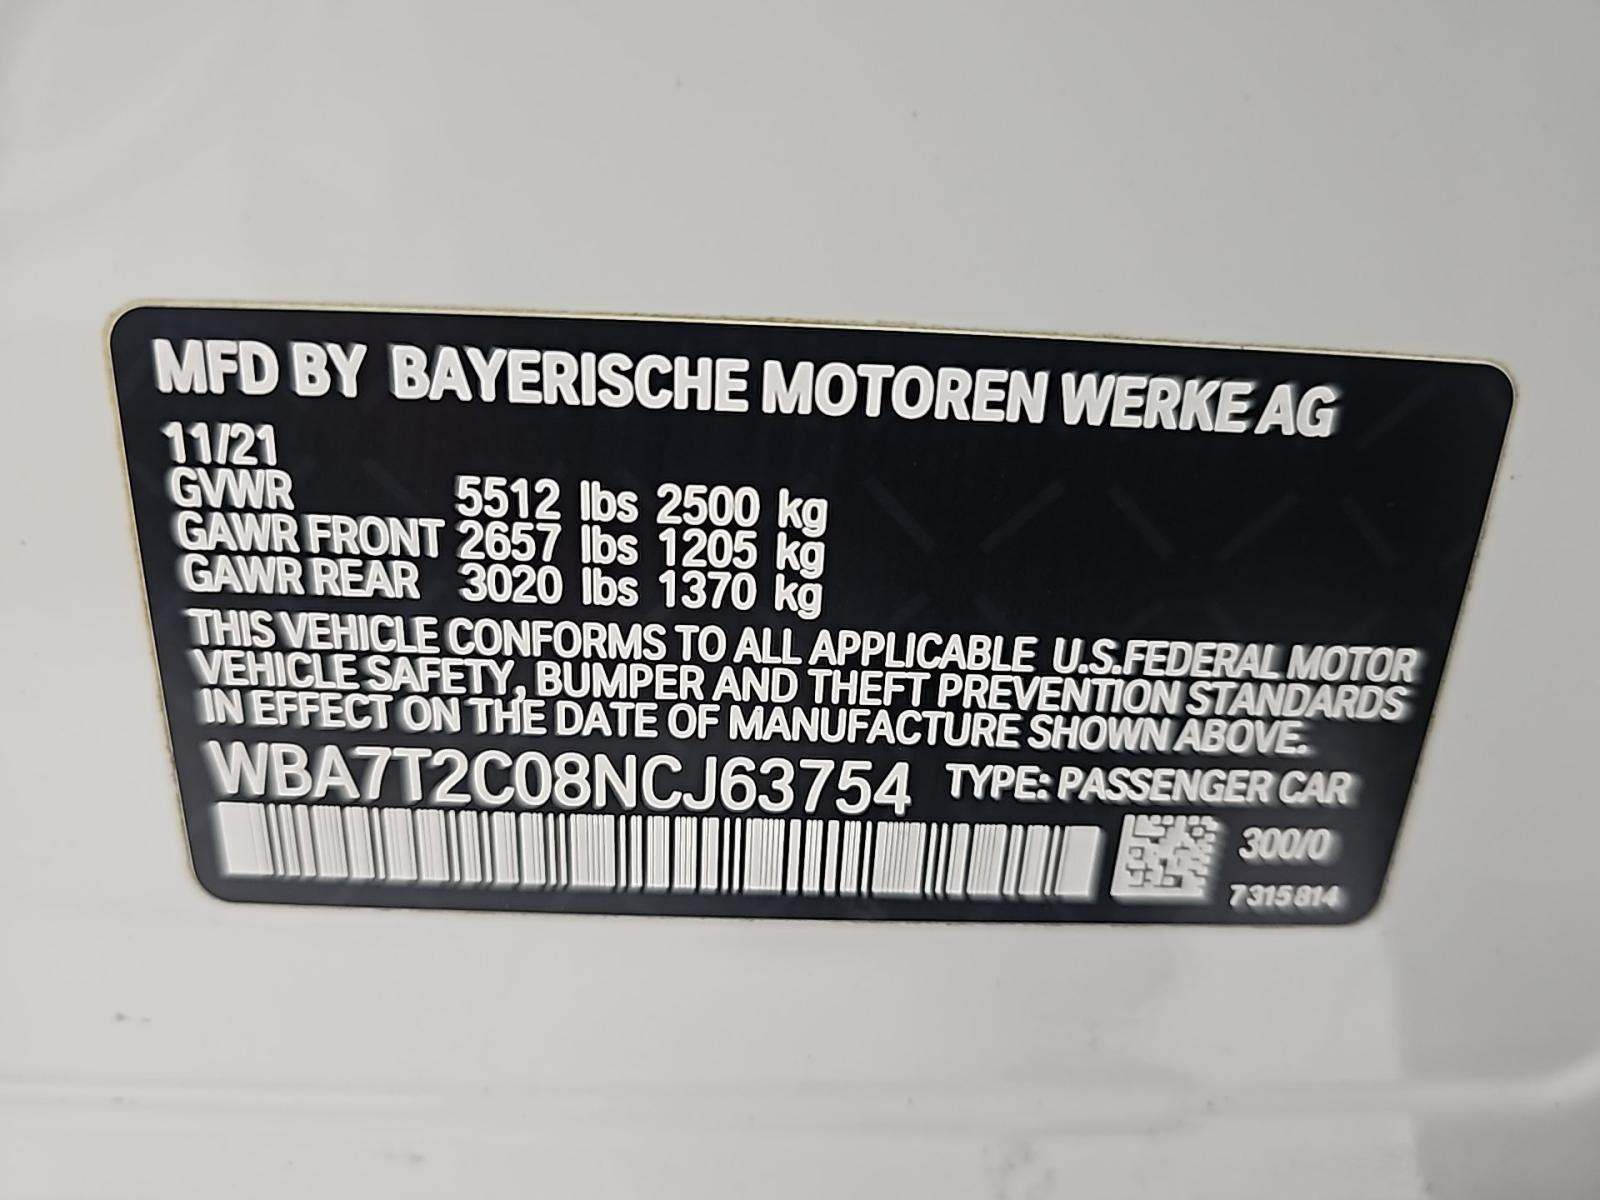 MFD BY BAYERISCHE MOTOREN WERKE AG
11/21
GVWR 5512 lbs 2500 kg
GAWR FRONT 2657 lbs 1205 kg
GAWR REAR 3020 lbs 1370 kg
THIS VEHICLE CONFORMS TO ALL APPLICABLE U.S.FEDERAL MOTOR
VEHICLE SAFETY, BUMPER AND THEFT PREVENTION STANDARDS
IN EFFECT ON THE DATE OF MANUFACTURE SHOWN ABOVE.
WBA7T2C08NCJ63754 TYPE: PASSENGER CAR
300/0
7315814